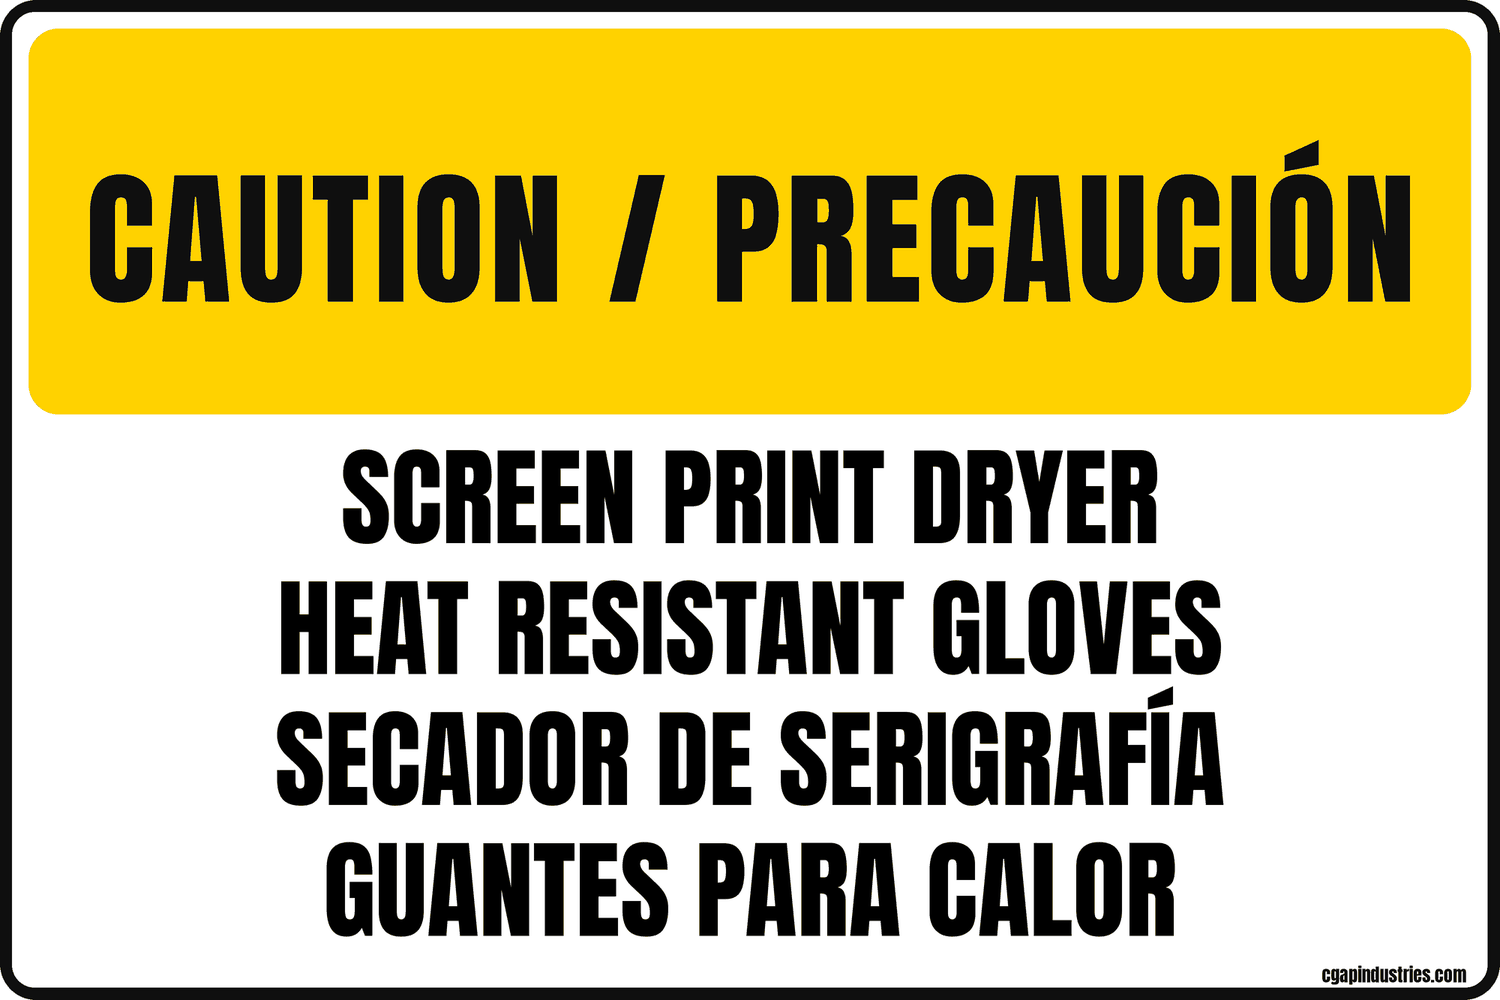 CAUTION / PRECAUCIÓN
SCREEN PRINT DRYER
HEAT RESISTANT GLOVES
SECADOR DE SERIGRAFÍA
GUANTES PARA CALOR
cgapindustries.com